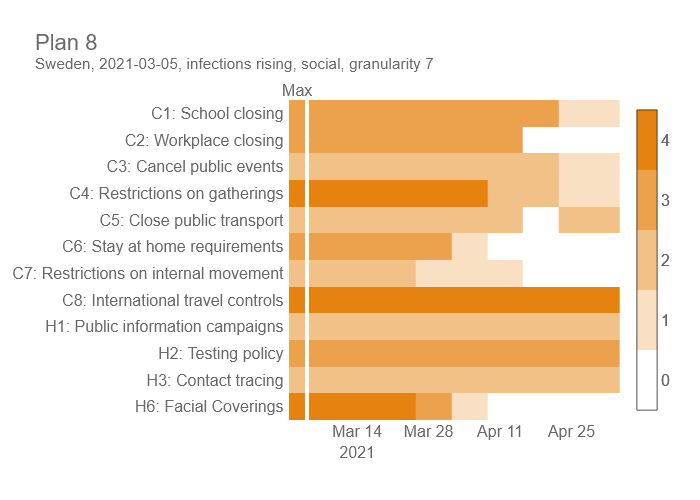 Plan 8
Sweden, 2021-03-05, infections rising, social, granularity 7
Max
C1: School closing
C2: Workplace closing
C3: Cancel public events
C4: Restrictions on gatherings
C5: Close public transport
C6: Stay at home requirements
C7: Restrictions on internal movement
C8: International travel controls
H1: Public information campaigns
H2: Testing policy
H3: Contact tracing
H6: Facial Coverings
Mar 14 Mar 28 Apr 11 Apr 25
2021
4
3
2
1
0